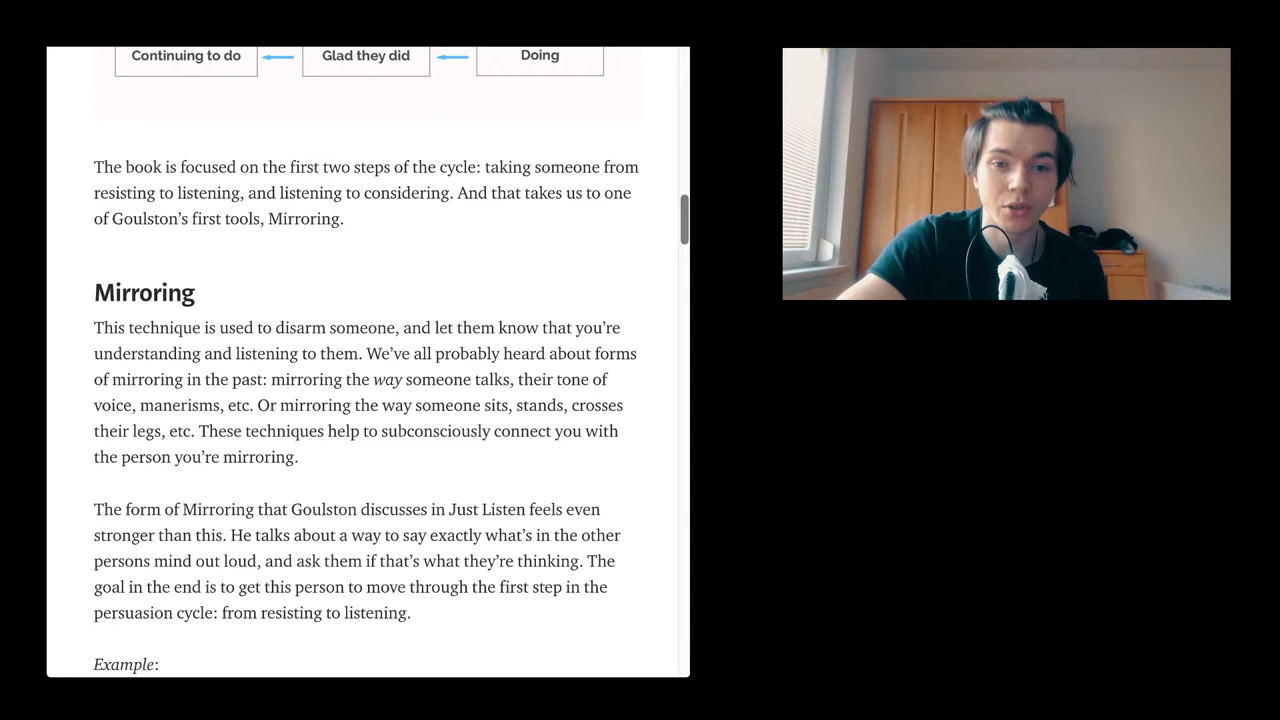 Continuing to do Glad they did Doing
The book is focused on the first two steps of the cycle: taking someone from
resisting to listening, and listening to considering. And that takes us to one
of Goulston’s first tools, Mirroring.
Mirroring
This technique is used to disarm someone, and let them know that you’re
understanding and listening to them. We’ve all probably heard about forms
of mirroring in the past: mirroring the way someone talks, their tone of
voice, manerisms, etc. Or mirroring the way someone sits, stands, crosses
their legs, etc. These techniques help to subconsciously connect you with
the person you’re mirroring.
The form of Mirroring that Goulston discusses in Just Listen feels even
stronger than this. He talks about a way to say exactly what’s in the other
persons mind out loud, and ask them if that’s what they’re thinking. The
goal in the end is to get this person to move through the first step in the
persuasion cycle: from resisting to listening.
Example: